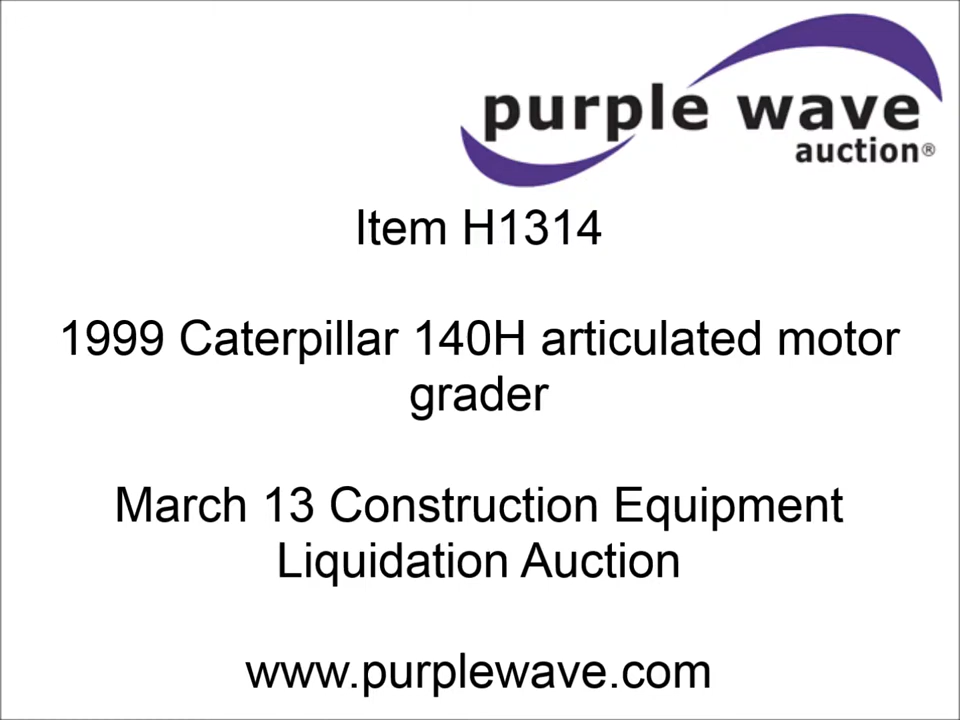 purple wave
auction®
Item H1314
1999 Caterpillar 140H articulated motor
grader
March 13 Construction Equipment
Liquidation Auction
www.purplewave.com